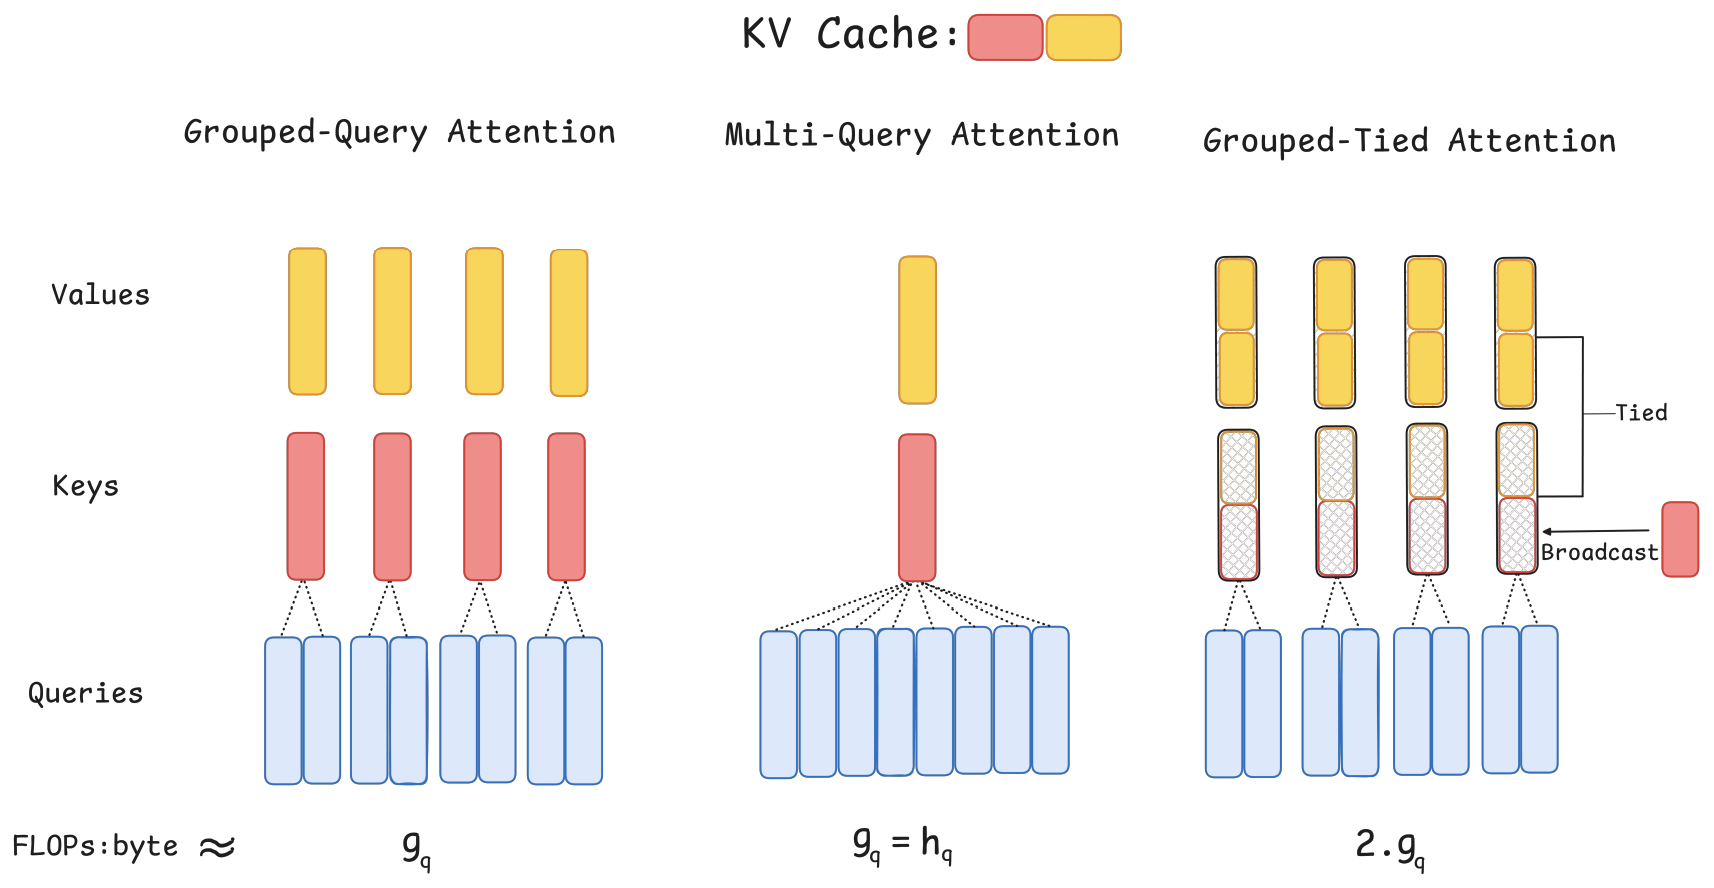 KV Cache:
Grouped-Query Attention
Multi-Query Attention
Grouped-Tied Attention
Values
Tied
Keys
Broadcast
Queries
FLOPs:byte ≈
g_q
g_q = h_q
2.g_q